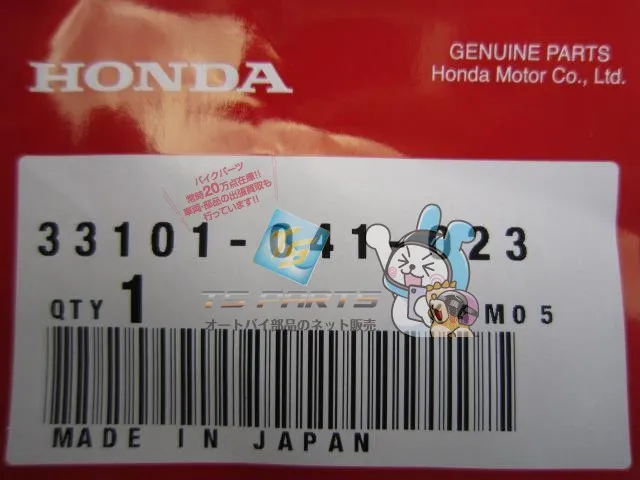 HONDA
GENUINE PARTS
Honda Motor Co., Ltd.
バイクパーツ
常時20万点在庫!!
車両・部品の出張買取も
行っています!!
33101-041-023
TS PARTS
QTY 1
M05
オートバイ部品のネット販売
MADE IN JAPAN